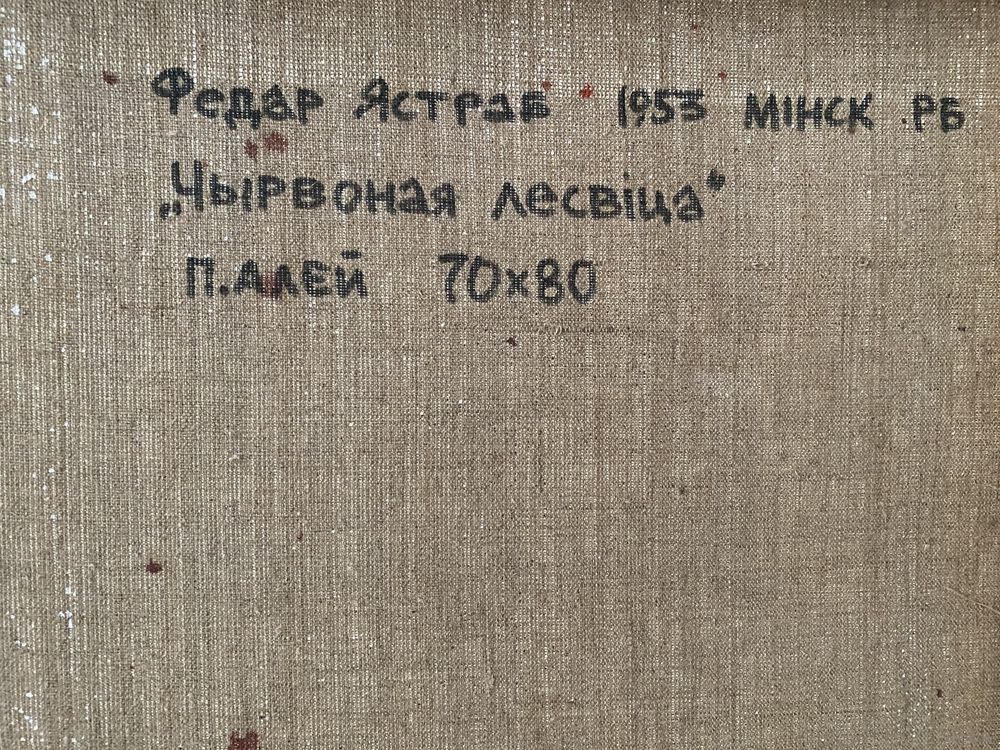 Федар Ястраб 1953 МІНСК РБ
„Чырвоная лесвіца"
П.АЛЕЙ 70х80